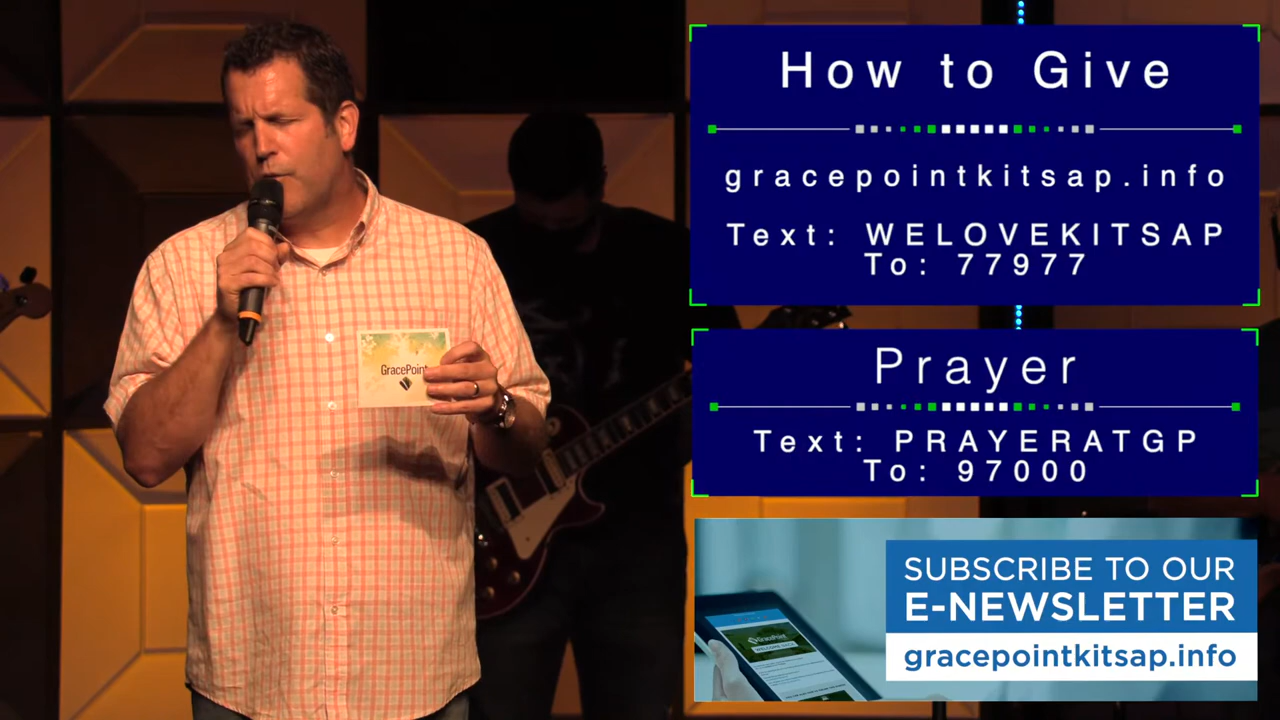 How to Give
gracepointkitsap.info
Text: WELOVEKITSAP
To: 77977
GracePoint
Prayer
Text: PRAYERATGP
To: 97000
SUBSCRIBE TO OUR
E-NEWSLETTER
gracepointkitsap.info
GracePoint